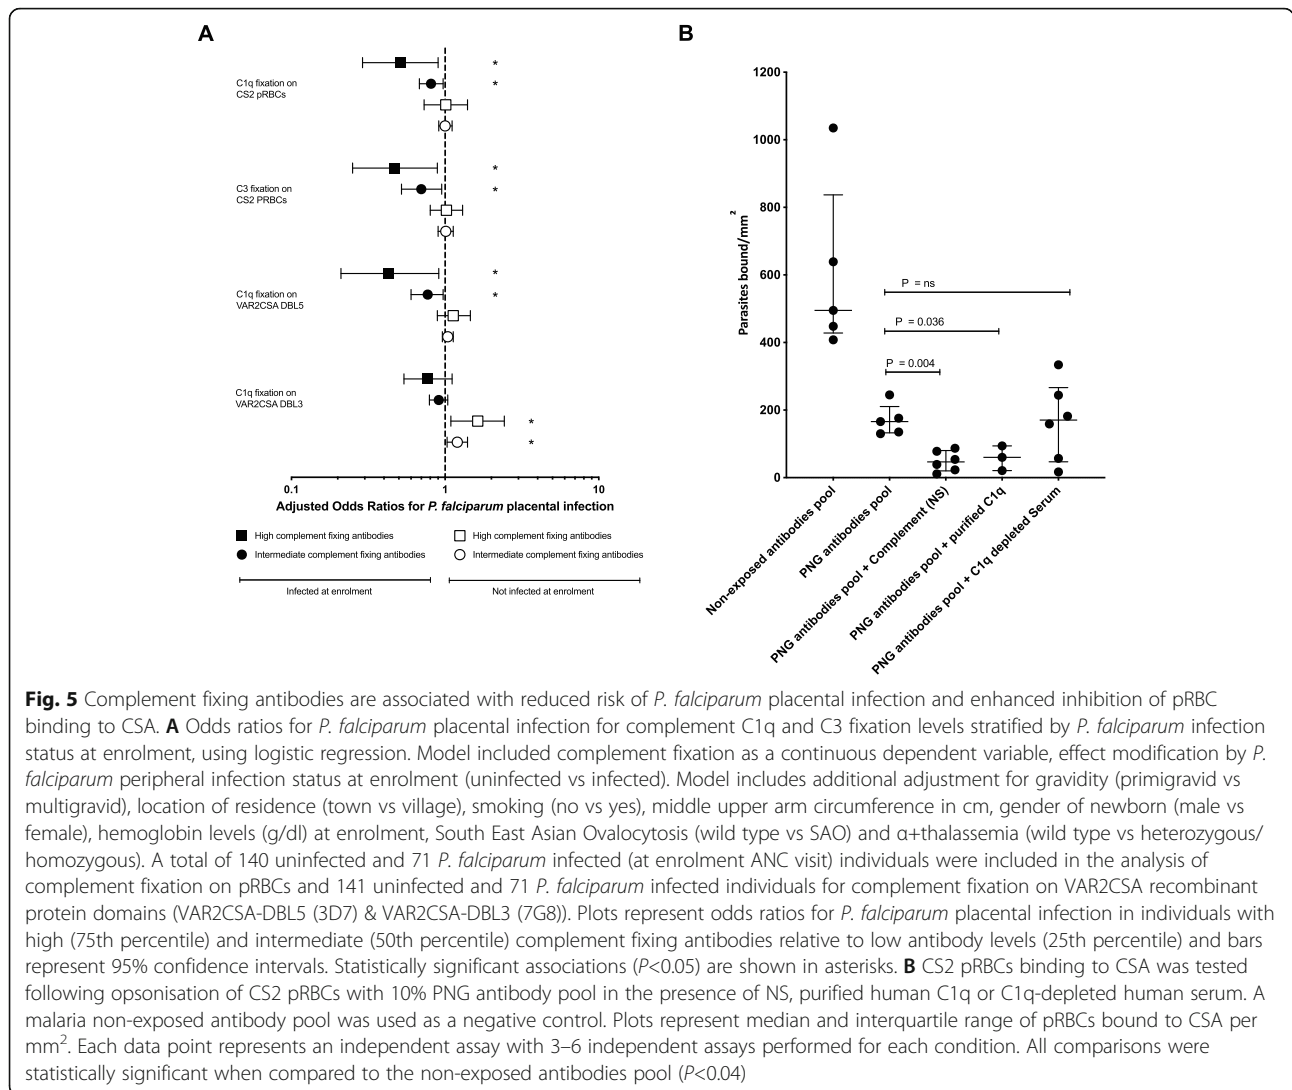 A
C1q fixation on
CS2 pRBCs
*
*
C3 fixation on
CS2 PRBCs
*
*
C1q fixation on
VAR2CSA DBL5
*
*
C1q fixation on
VAR2CSA DBL3
*
*
0.1 1 10
Adjusted Odds Ratios for P. falciparum placental infection
High complement fixing antibodies
High complement fixing antibodies
Intermediate complement fixing antibodies
Intermediate complement fixing antibodies
Infected at enrolment
Not infected at enrolment
B
Parasites bound/mm²
1200
1000
800
600
400
200
0
P = ns
P = 0.036
P = 0.004
Non-exposed antibodies pool
PNG antibodies pool
PNG antibodies pool + Complement (NS)
PNG antibodies pool + purified C1q
PNG antibodies pool + C1q depleted Serum
Fig. 5 Complement fixing antibodies are associated with reduced risk of P. falciparum placental infection and enhanced inhibition of pRBC
binding to CSA. A Odds ratios for P. falciparum placental infection for complement C1q and C3 fixation levels stratified by P. falciparum infection
status at enrolment, using logistic regression. Model included complement fixation as a continuous dependent variable, effect modification by P.
falciparum peripheral infection status at enrolment (uninfected vs infected). Model includes additional adjustment for gravidity (primigravid vs
multigravid), location of residence (town vs village), smoking (no vs yes), middle upper arm circumference in cm, gender of newborn (male vs
female), hemoglobin levels (g/dl) at enrolment, South East Asian Ovalocytosis (wild type vs SAO) and α+thalassemia (wild type vs heterozygous/
homozygous). A total of 140 uninfected and 71 P. falciparum infected (at enrolment ANC visit) individuals were included in the analysis of
complement fixation on pRBCs and 141 uninfected and 71 P. falciparum infected individuals for complement fixation on VAR2CSA recombinant
protein domains (VAR2CSA-DBL5 (3D7) & VAR2CSA-DBL3 (7G8)). Plots represent odds ratios for P. falciparum placental infection in individuals with
high (75th percentile) and intermediate (50th percentile) complement fixing antibodies relative to low antibody levels (25th percentile) and bars
represent 95% confidence intervals. Statistically significant associations (P<0.05) are shown in asterisks. B CS2 pRBCs binding to CSA was tested
following opsonisation of CS2 pRBCs with 10% PNG antibody pool in the presence of NS, purified human C1q or C1q-depleted human serum. A
malaria non-exposed antibody pool was used as a negative control. Plots represent median and interquartile range of pRBCs bound to CSA per
mm². Each data point represents an independent assay with 3–6 independent assays performed for each condition. All comparisons were
statistically significant when compared to the non-exposed antibodies pool (P<0.04)